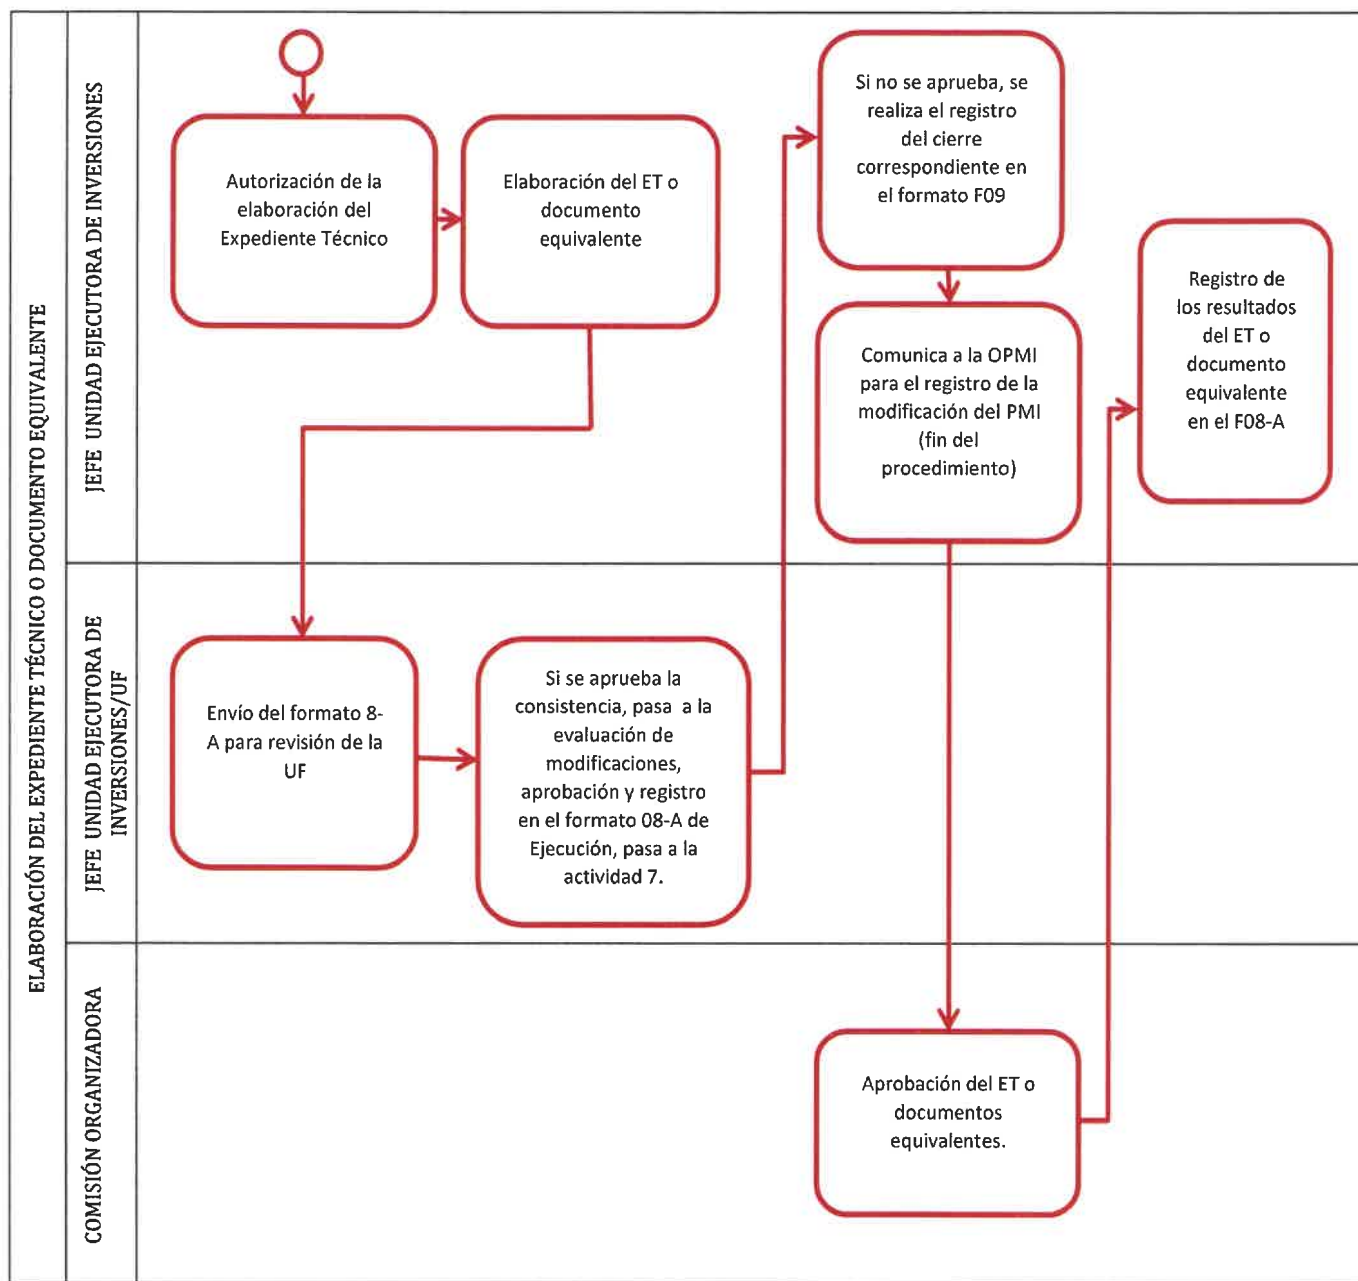 ELABORACIÓN DEL EXPEDIENTE TÉCNICO O DOCUMENTO EQUIVALENTE
JEFE UNIDAD EJECUTORA DE INVERSIONES
Autorización de la
elaboración del
Expediente Técnico
Elaboración del ET o
documento
equivalente
Si no se aprueba, se
realiza el registro
del cierre
correspondiente en
el formato F09
Comunica a la OPMI
para el registro de la
modificación del PMI
(fin del
procedimiento)
Registro de
los resultados
del ET o
documento
equivalente
en el F08-A
JEFE UNIDAD EJECUTORA DE
INVERSIONES/UF
Envío del formato 8-
A para revisión de la
UF
Si se aprueba la
consistencia, pasa a la
evaluación de
modificaciones,
aprobación y registro
en el formato 08-A de
Ejecución, pasa a la
actividad 7.
COMISIÓN ORGANIZADORA
Aprobación del ET o
documentos
equivalentes.